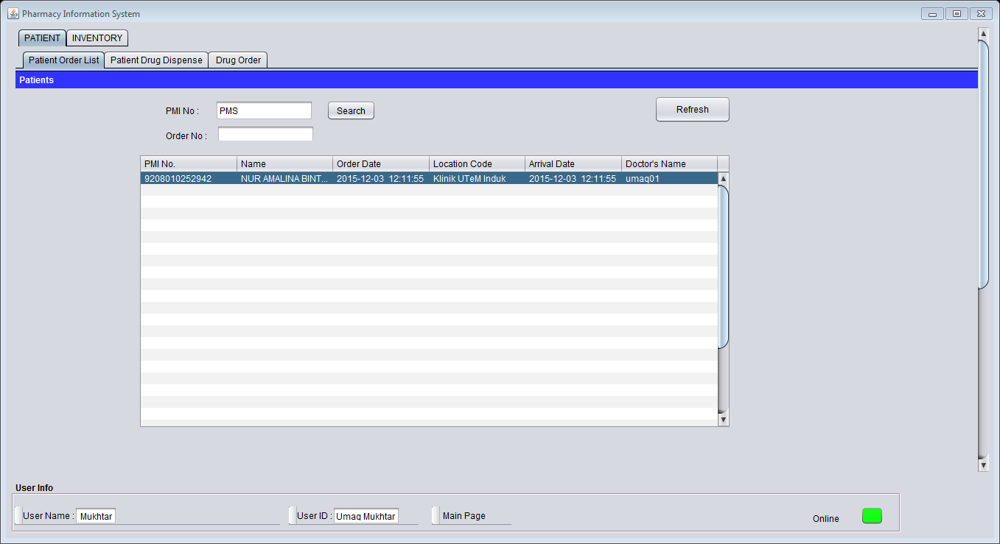 Pharmacy Information System
PATIENT INVENTORY
Patient Order List Patient Drug Dispense Drug Order
Patients
PMI No : PMS Search Refresh
Order No :
PMI No. Name Order Date Location Code Arrival Date Doctor's Name
9208010252942 NUR AMALINA BINT... 2015-12-03 12:11:55 Klinik UTeM Induk 2015-12-03 12:11:55 umaq01
User Info
User Name : Mukhtar User ID : Umaq Mukhtar Main Page Online